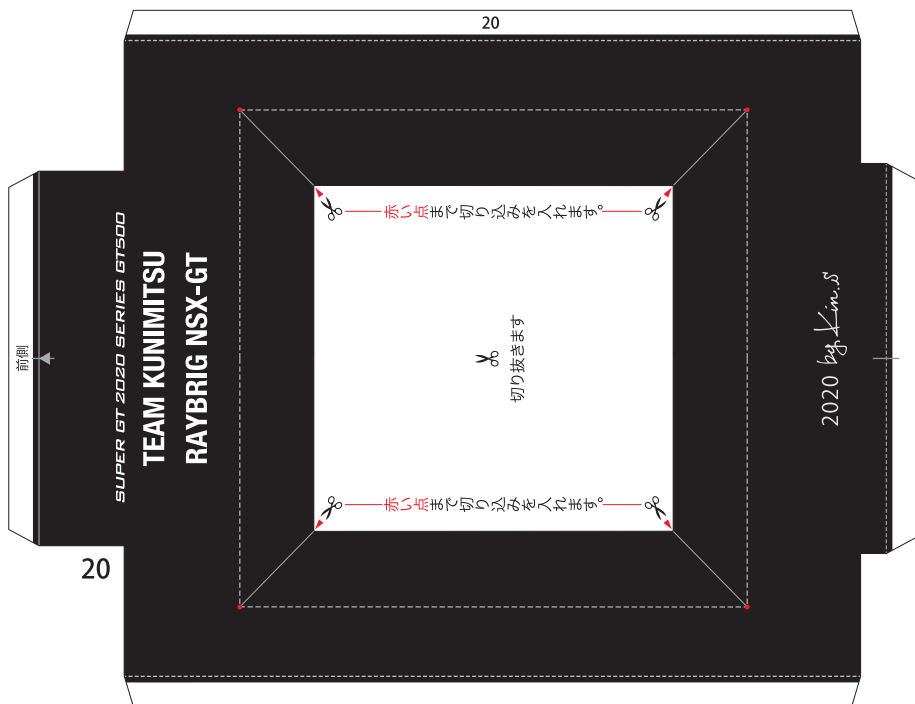 20
前側
SUPER GT 2020 SERIES GT500
TEAM KUNIMITSU
RAYBRIG NSX-GT
赤い点まで切り込みを入れます。
切り抜きます
赤い点まで切り込みを入れます。
2020 by Kin.s
20